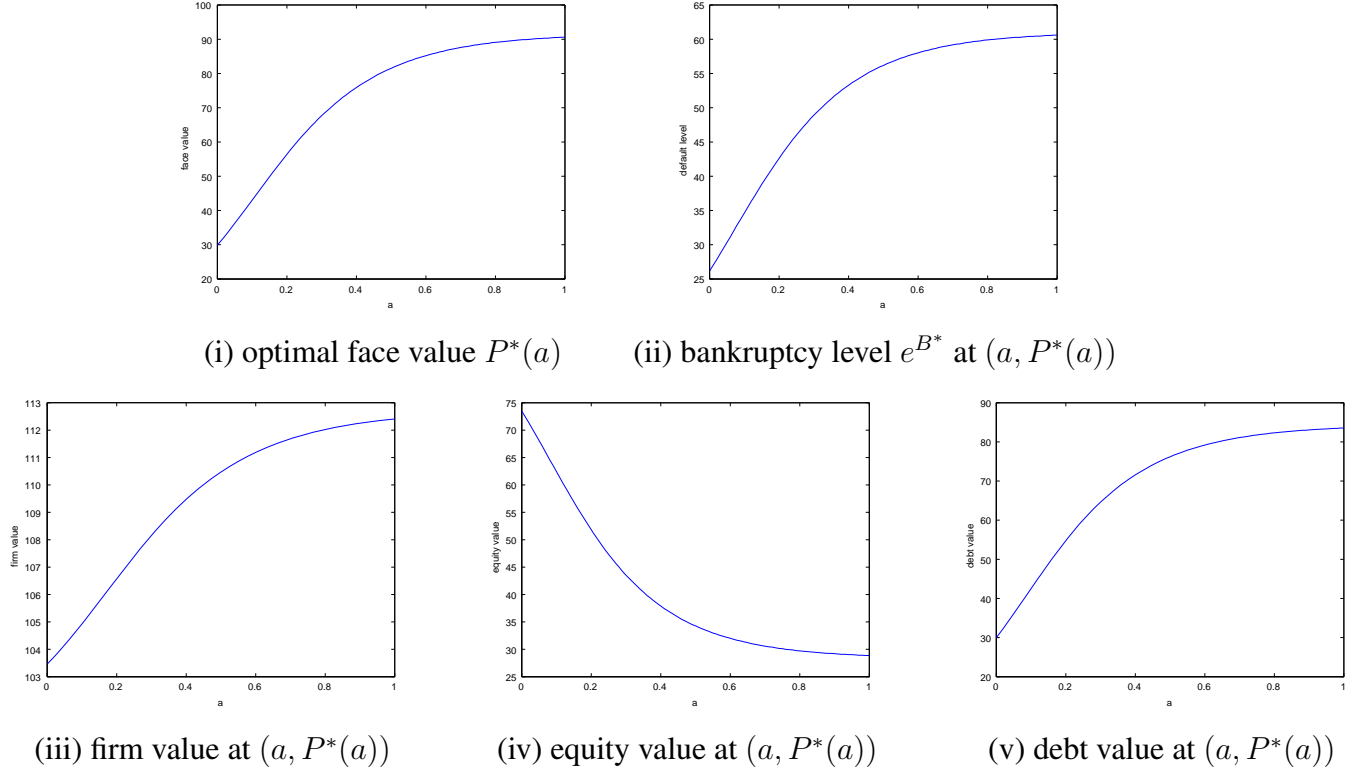 100
90
80
70
60
50
40
30
20
face value
0 0.2 0.4 0.6 0.8 1
a
(i) optimal face value $P^*(a)$
65
60
55
50
45
40
35
30
25
default level
0 0.2 0.4 0.6 0.8 1
a
(ii) bankruptcy level $e^{B^*}$ at $(a, P^*(a))$
113
112
111
110
109
108
107
106
105
104
103
firm value
0 0.2 0.4 0.6 0.8 1
a
(iii) firm value at $(a, P^*(a))$
75
70
65
60
55
50
45
40
35
30
25
equity value
0 0.2 0.4 0.6 0.8 1
a
(iv) equity value at $(a, P^*(a))$
90
80
70
60
50
40
30
20
debt value
0 0.2 0.4 0.6 0.8 1
a
(v) debt value at $(a, P^*(a))$